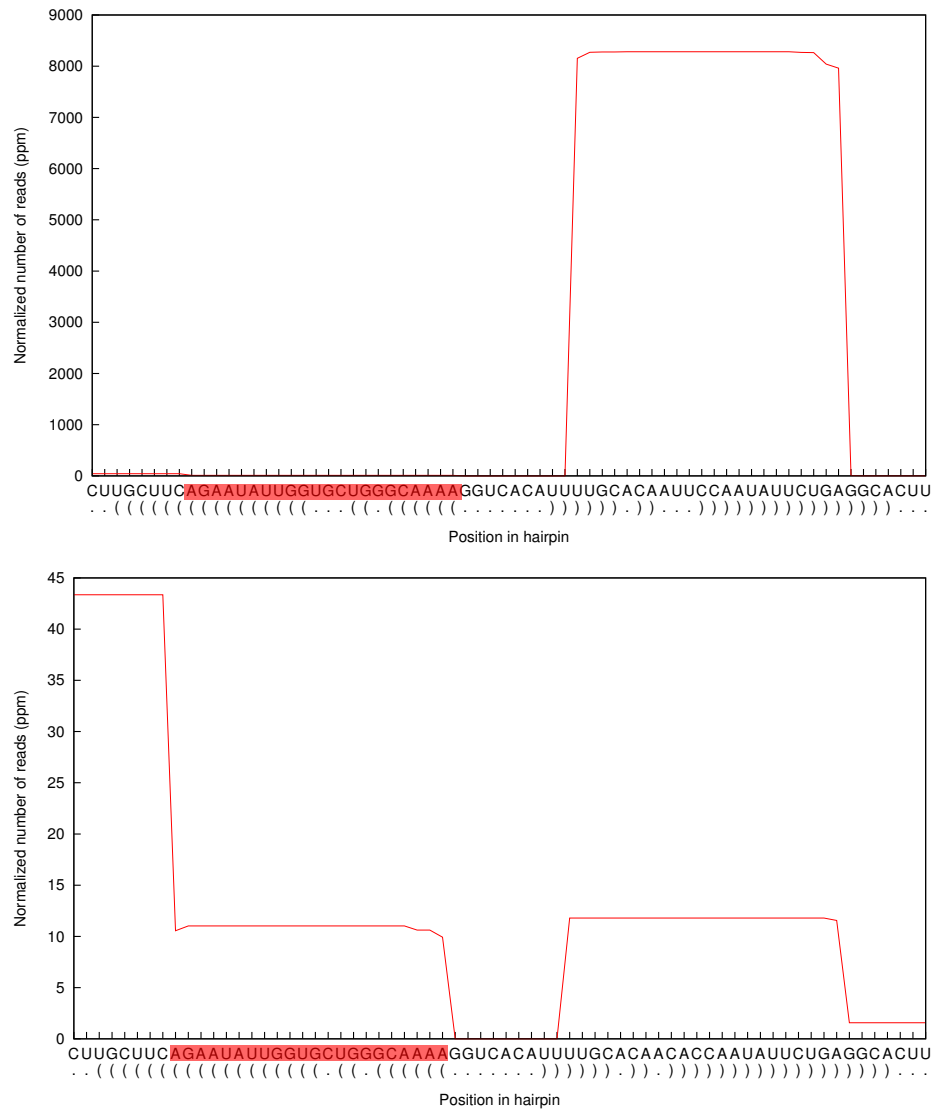 9000
8000
7000
6000
5000
4000
3000
2000
1000
0
Normalized number of reads (ppm)
CUUGCUUCAGAAUAUUGGUGCUGGGCAAAAGGUCACAUUUUGCACAAUUCCAAUAUUCUGAGGCACUU
. . ( ( ( ( ( ( ( ( ( ( ( ( ( ( ( ( . . . ( ( . ( ( ( ( ( ( . . . . . . . ) ) ) ) ) ) . ) ) . . . ) ) ) ) ) ) ) ) ) ) ) ) ) ) ) ) . . .
Position in hairpin
45
40
35
30
25
20
15
10
5
0
Normalized number of reads (ppm)
CUUGCUUCAGAAUAUUGGUGCUGGGCAAAAGGUCACAUUUUGCACAACACCAAUAUUCUGAGGCACUU
. . ( ( ( ( ( ( ( ( ( ( ( ( ( ( ( ( ( ( . ( ( . ( ( ( ( ( ( . . . . . . . ) ) ) ) ) ) . ) ) . ) ) ) ) ) ) ) ) ) ) ) ) ) ) ) ) ) ) . . .
Position in hairpin